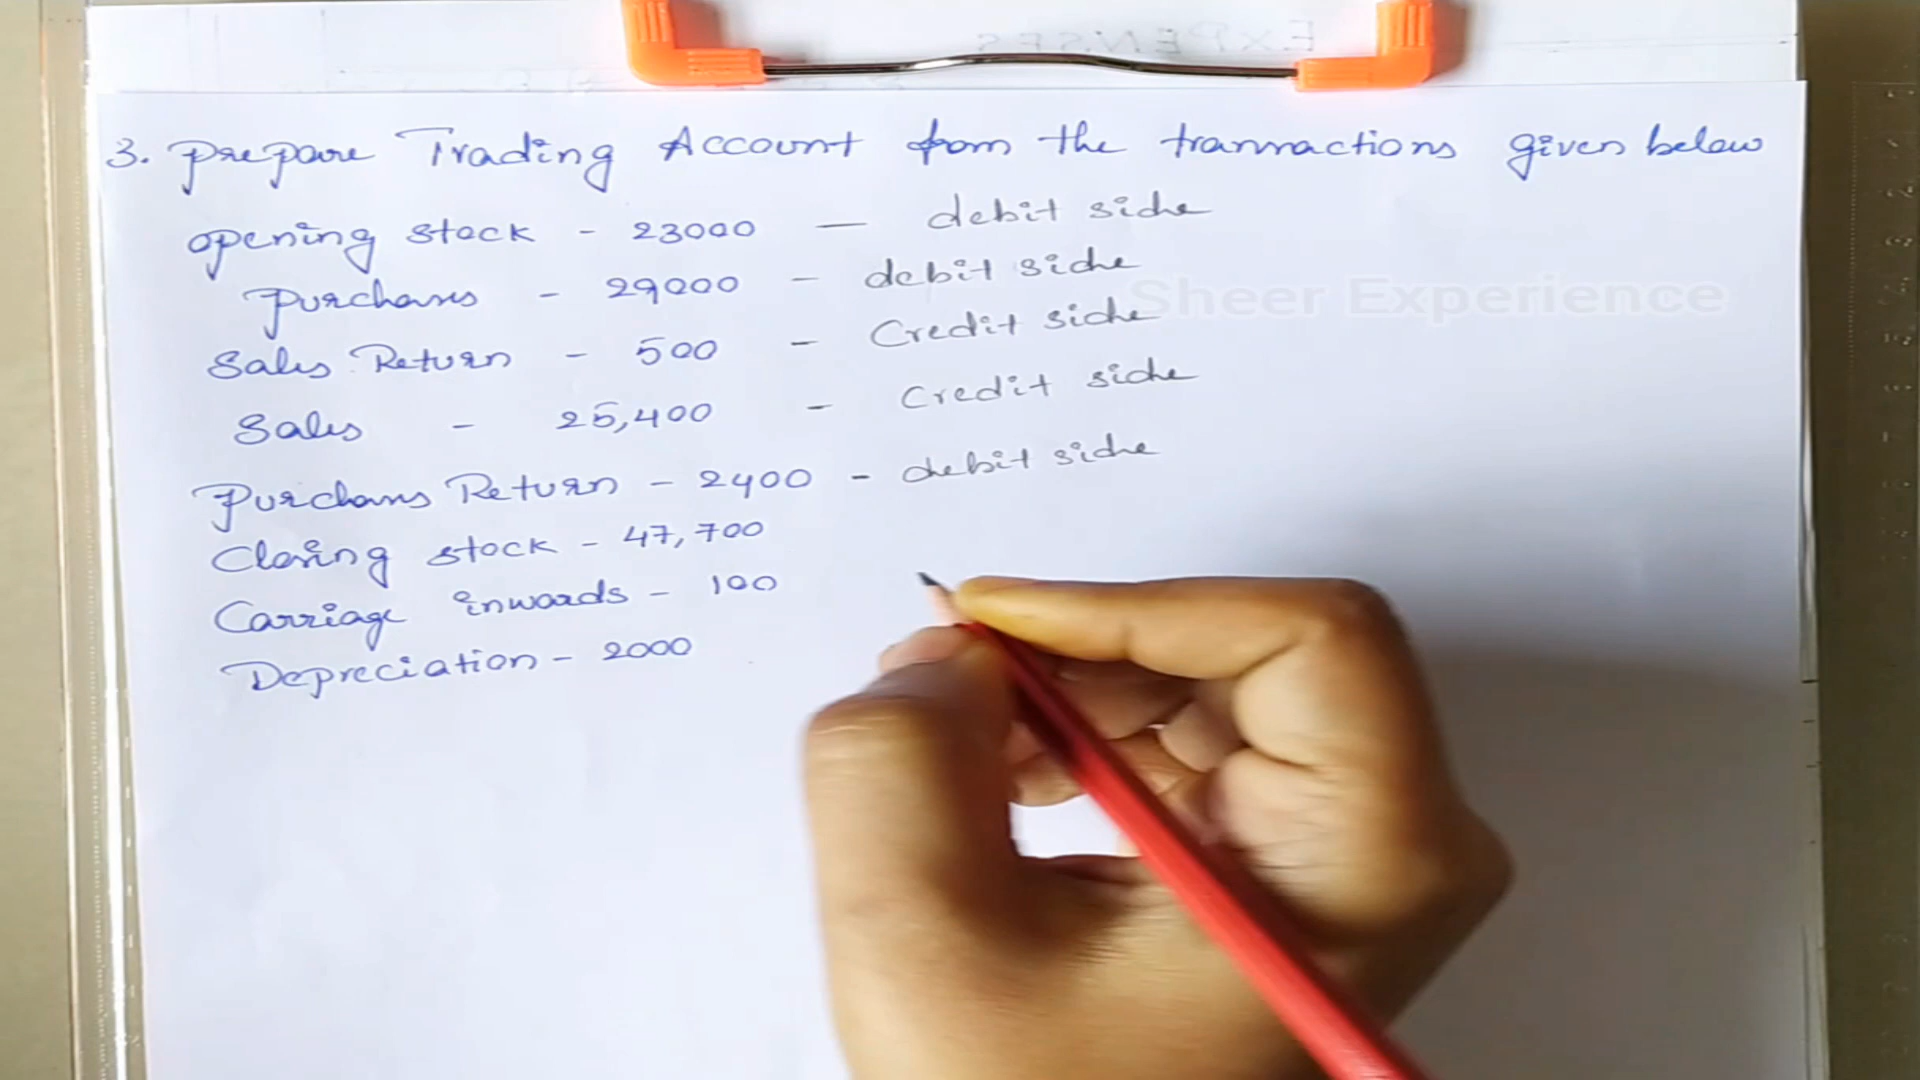 EXPENSES
3. Prepare Trading Account from the transactions given below
opening stock - 23000 — debit side
Purchases - 29000 - debit side
Sheer Experience
Sales Return - 500 - Credit side
Sales - 25,400 - Credit side
Purchases Return - 2400 - debit side
Closing stock - 47,700
Carriage inwards - 100
Depreciation - 2000